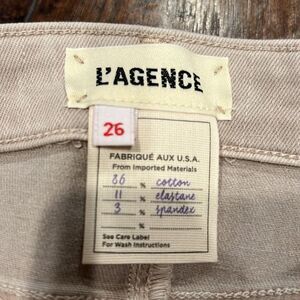 L'AGENCE
26
FABRIQUÉ AUX U.S.A.
From Imported Materials
86 % cotton
11 % elastane
3 % spandex
%
See Care Label
For Wash Instructions